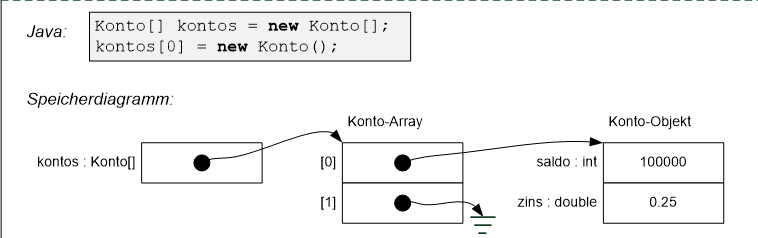 Java:
Konto[] kontos = new Konto[];
kontos[0] = new Konto();
Speicherdiagramm:
Konto-Array
Konto-Objekt
kontos : Konto[]
[0]
saldo : int
100000
[1]
zins : double
0.25